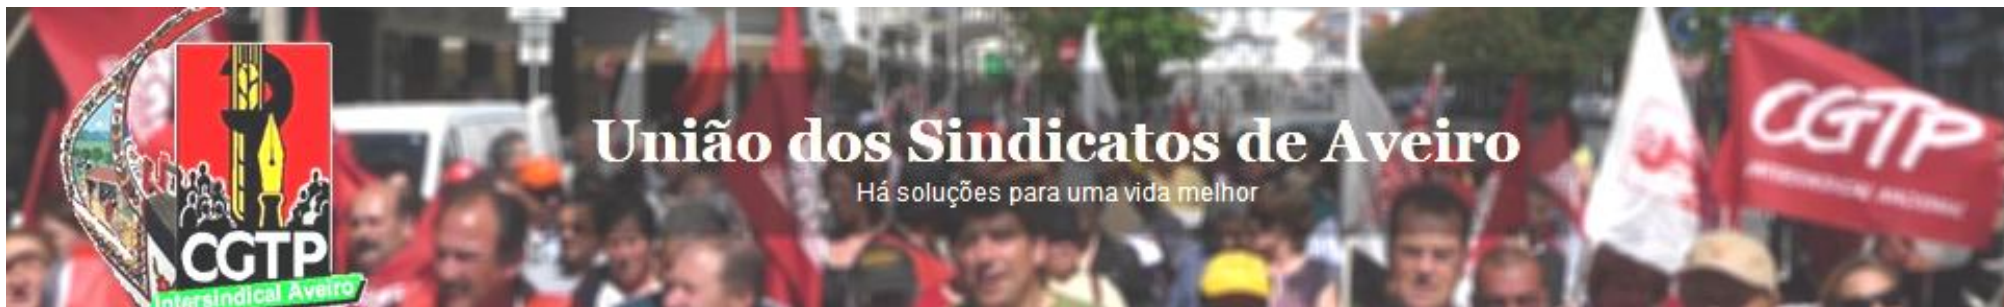 União dos Sindicatos de Aveiro
Há soluções para uma vida melhor
CGTP
CGTP
Intersindical Aveiro